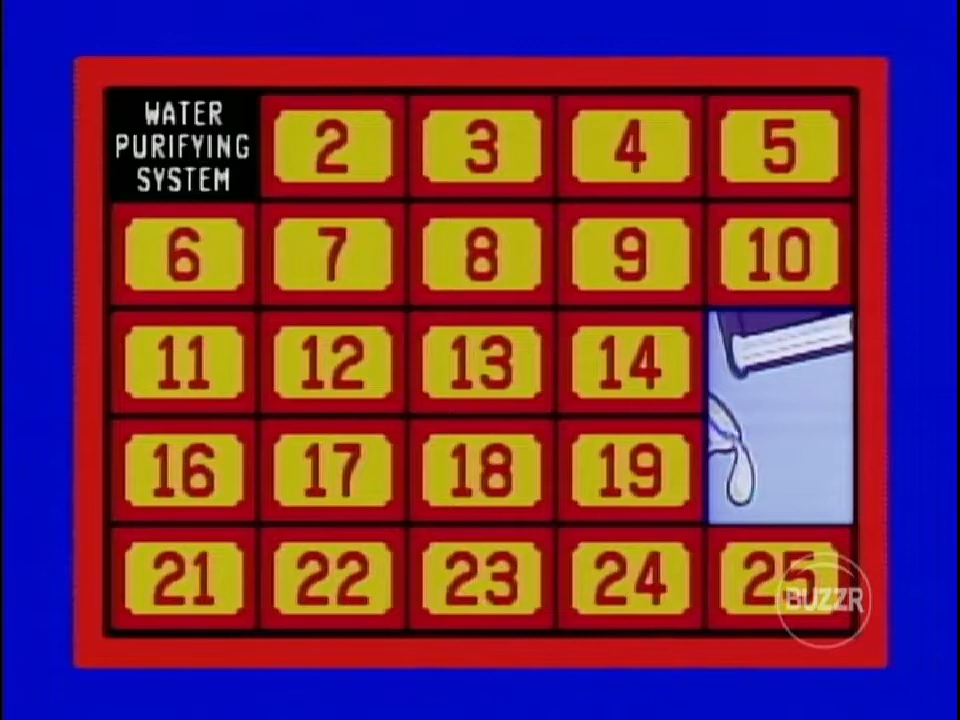 WATER
PURIFYING
SYSTEM
2 3 4 5
6 7 8 9 10
11 12 13 14
16 17 18 19
21 22 23 24 25
BUZZR